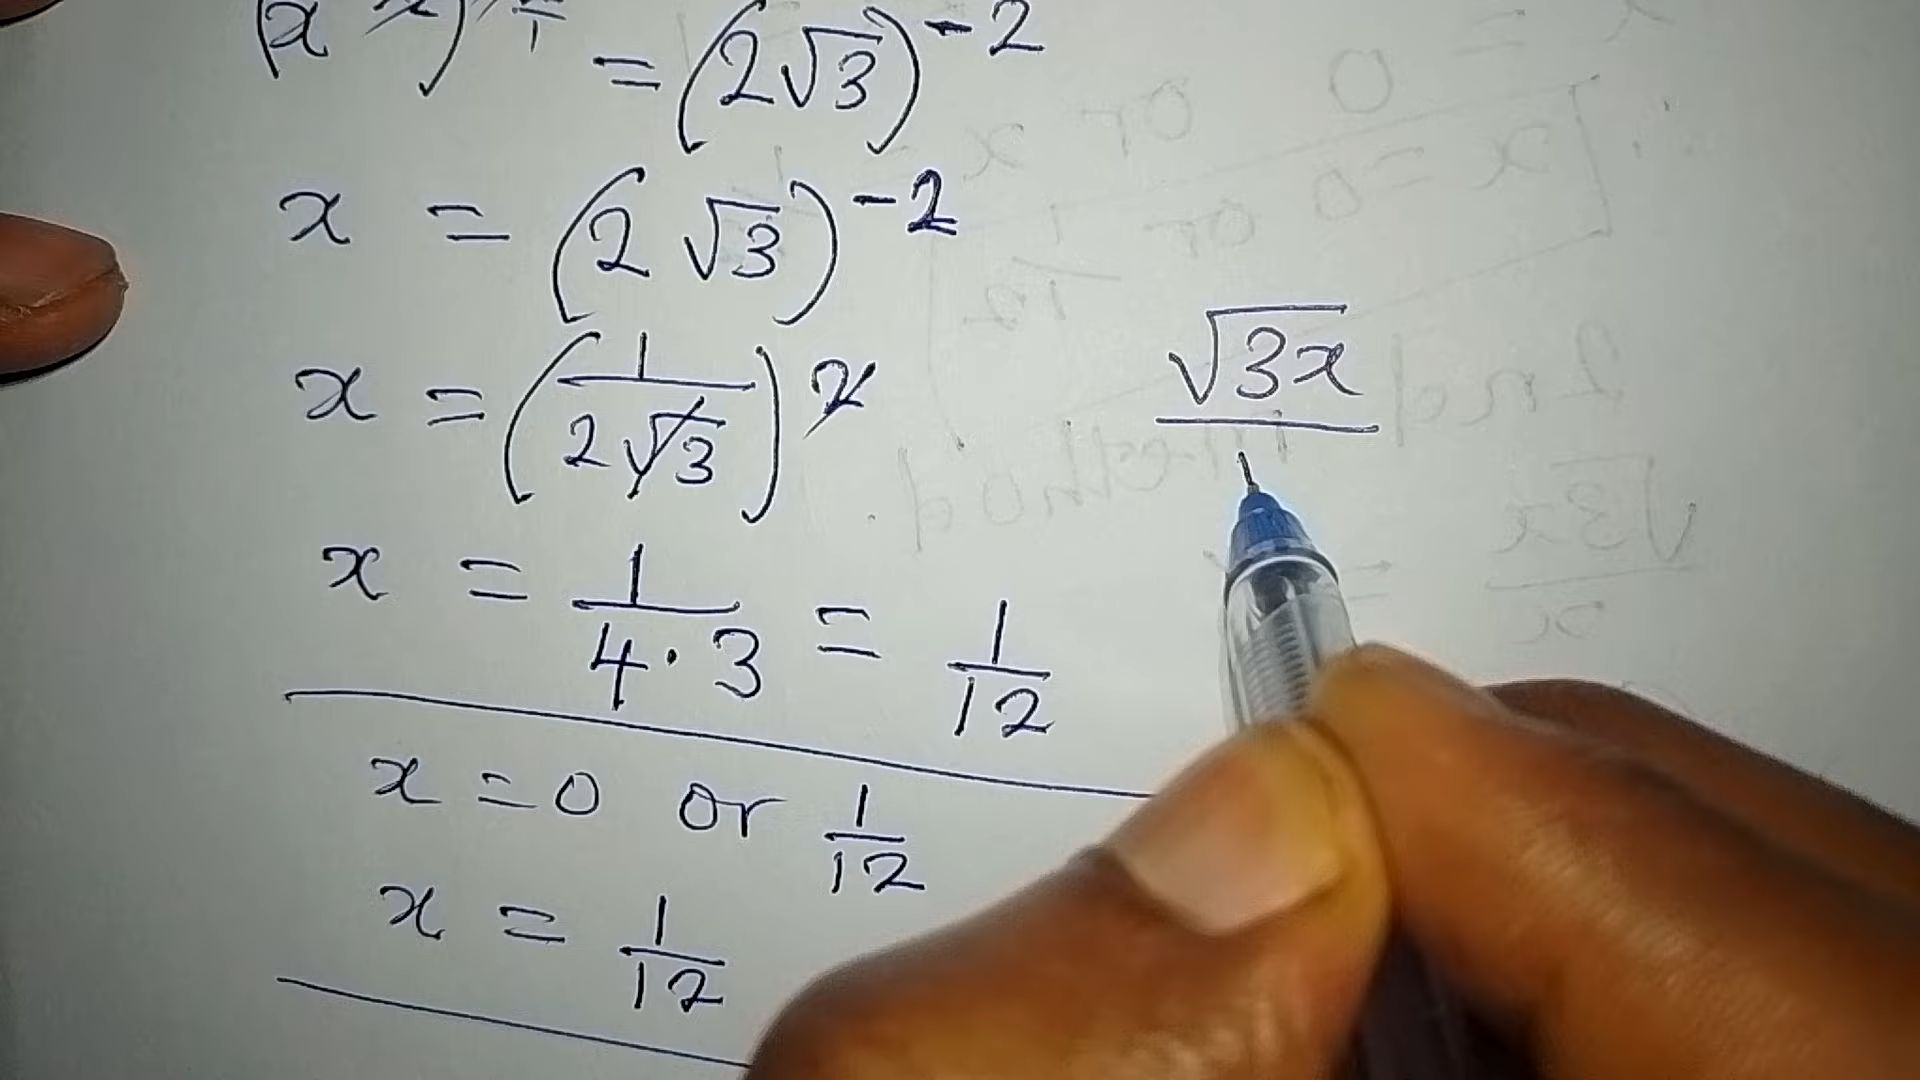 = (2√3)⁻²
x = (2√3)⁻²
x = (1/(2√3))²
x = 1/(4·3) = 1/12
x = 0 or 1/12
x = 1/12
√3x